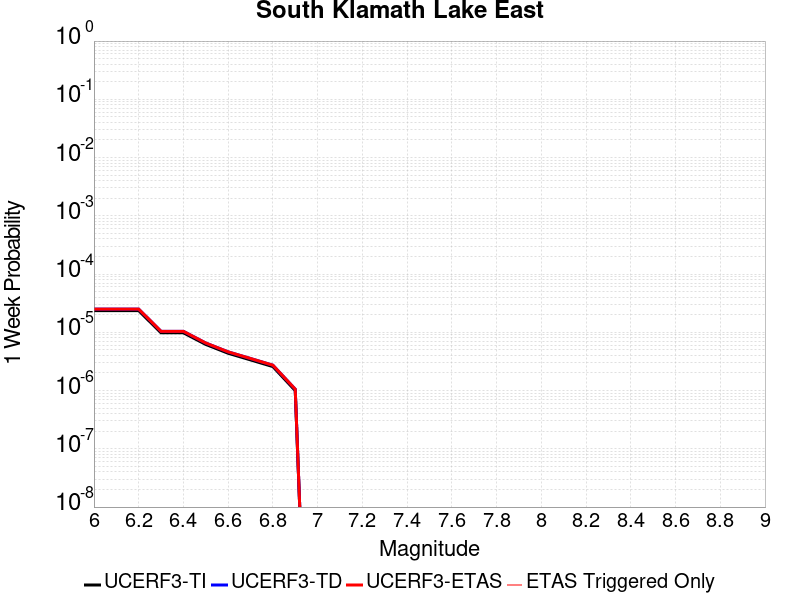 South Klamath Lake East
10^0
10^-1
10^-2
10^-3
10^-4
10^-5
10^-6
10^-7
10^-8
1 Week Probability
6 6.2 6.4 6.6 6.8 7 7.2 7.4 7.6 7.8 8 8.2 8.4 8.6 8.8 9
Magnitude
UCERF3-TI UCERF3-TD UCERF3-ETAS ETAS Triggered Only